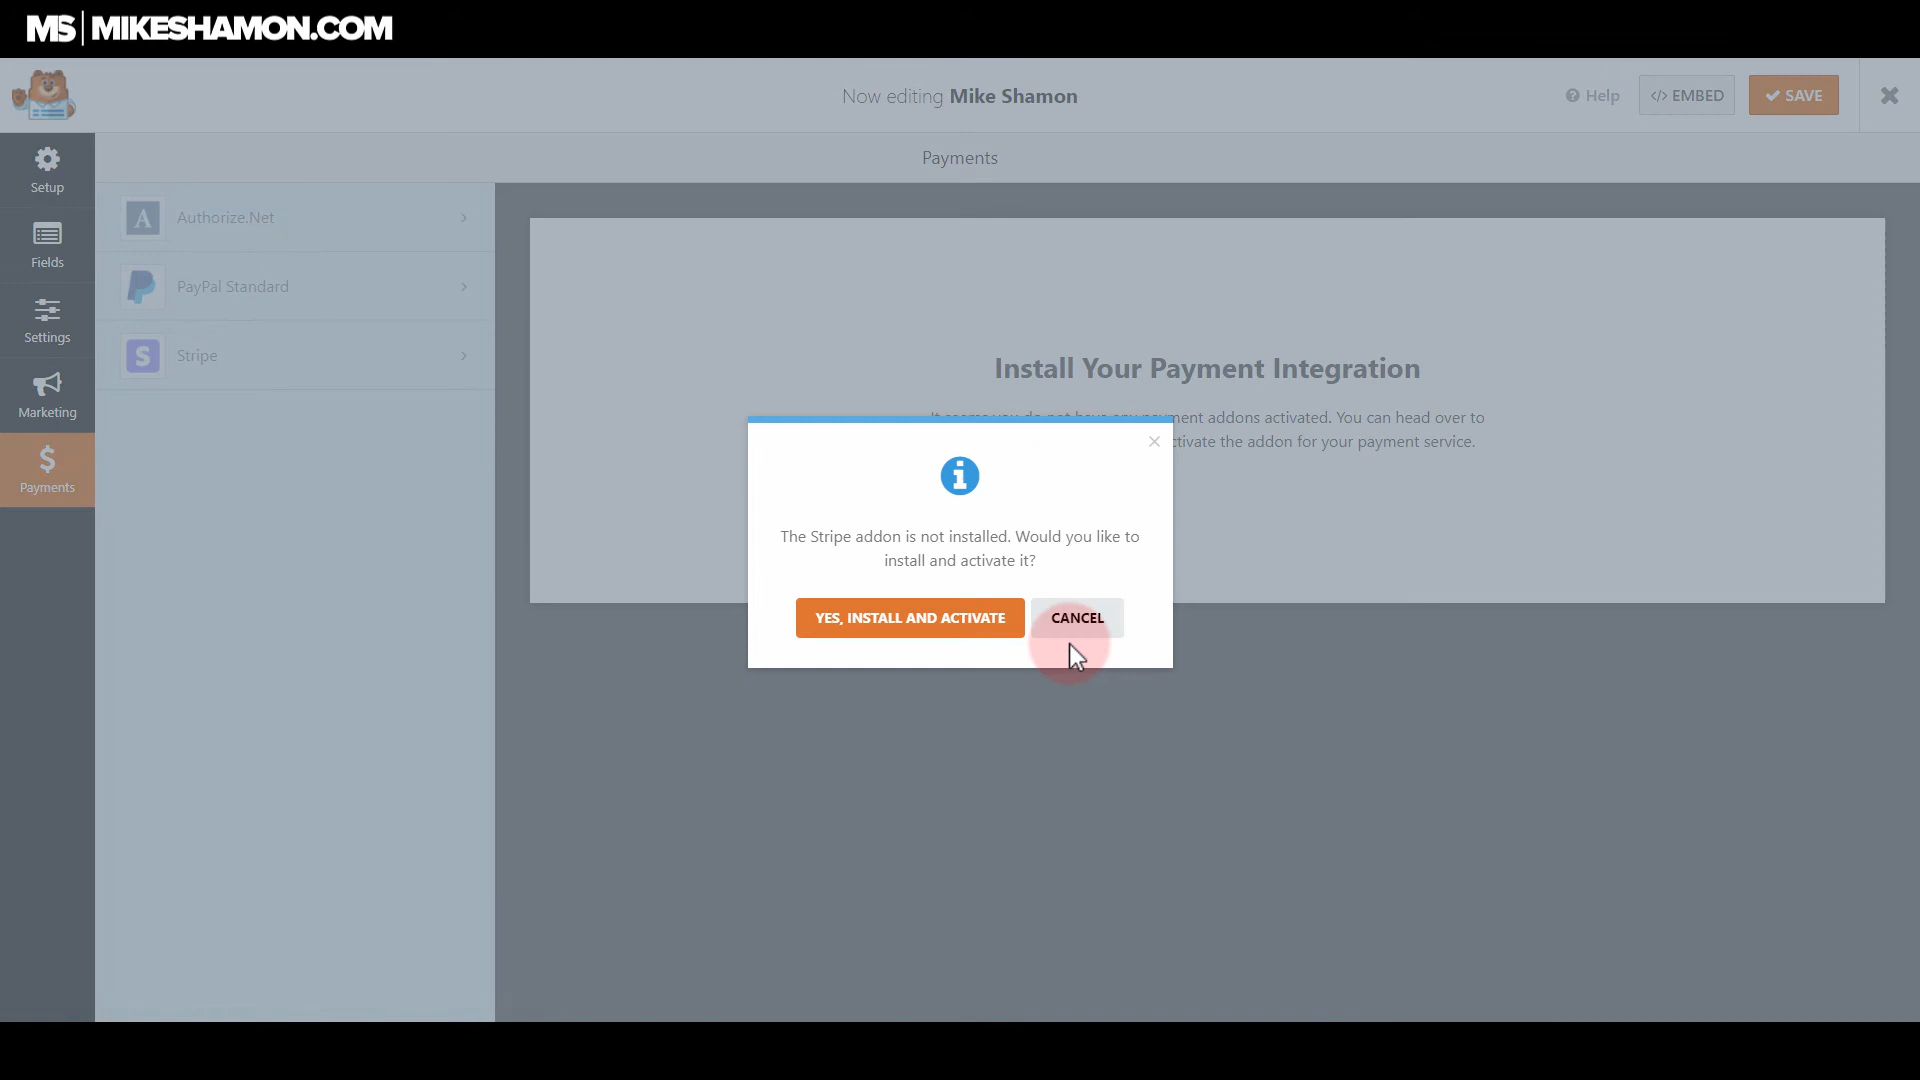 MS | MIKESHAMON.COM
Now editing Mike Shamon
Help
</> EMBED
SAVE
Payments
Setup
Fields
Settings
Marketing
Payments
Authorize.Net
PayPal Standard
Stripe
Install Your Payment Integration
ment addons activated. You can head over to
ctivate the addon for your payment service.
The Stripe addon is not installed. Would you like to
install and activate it?
YES, INSTALL AND ACTIVATE
CANCEL